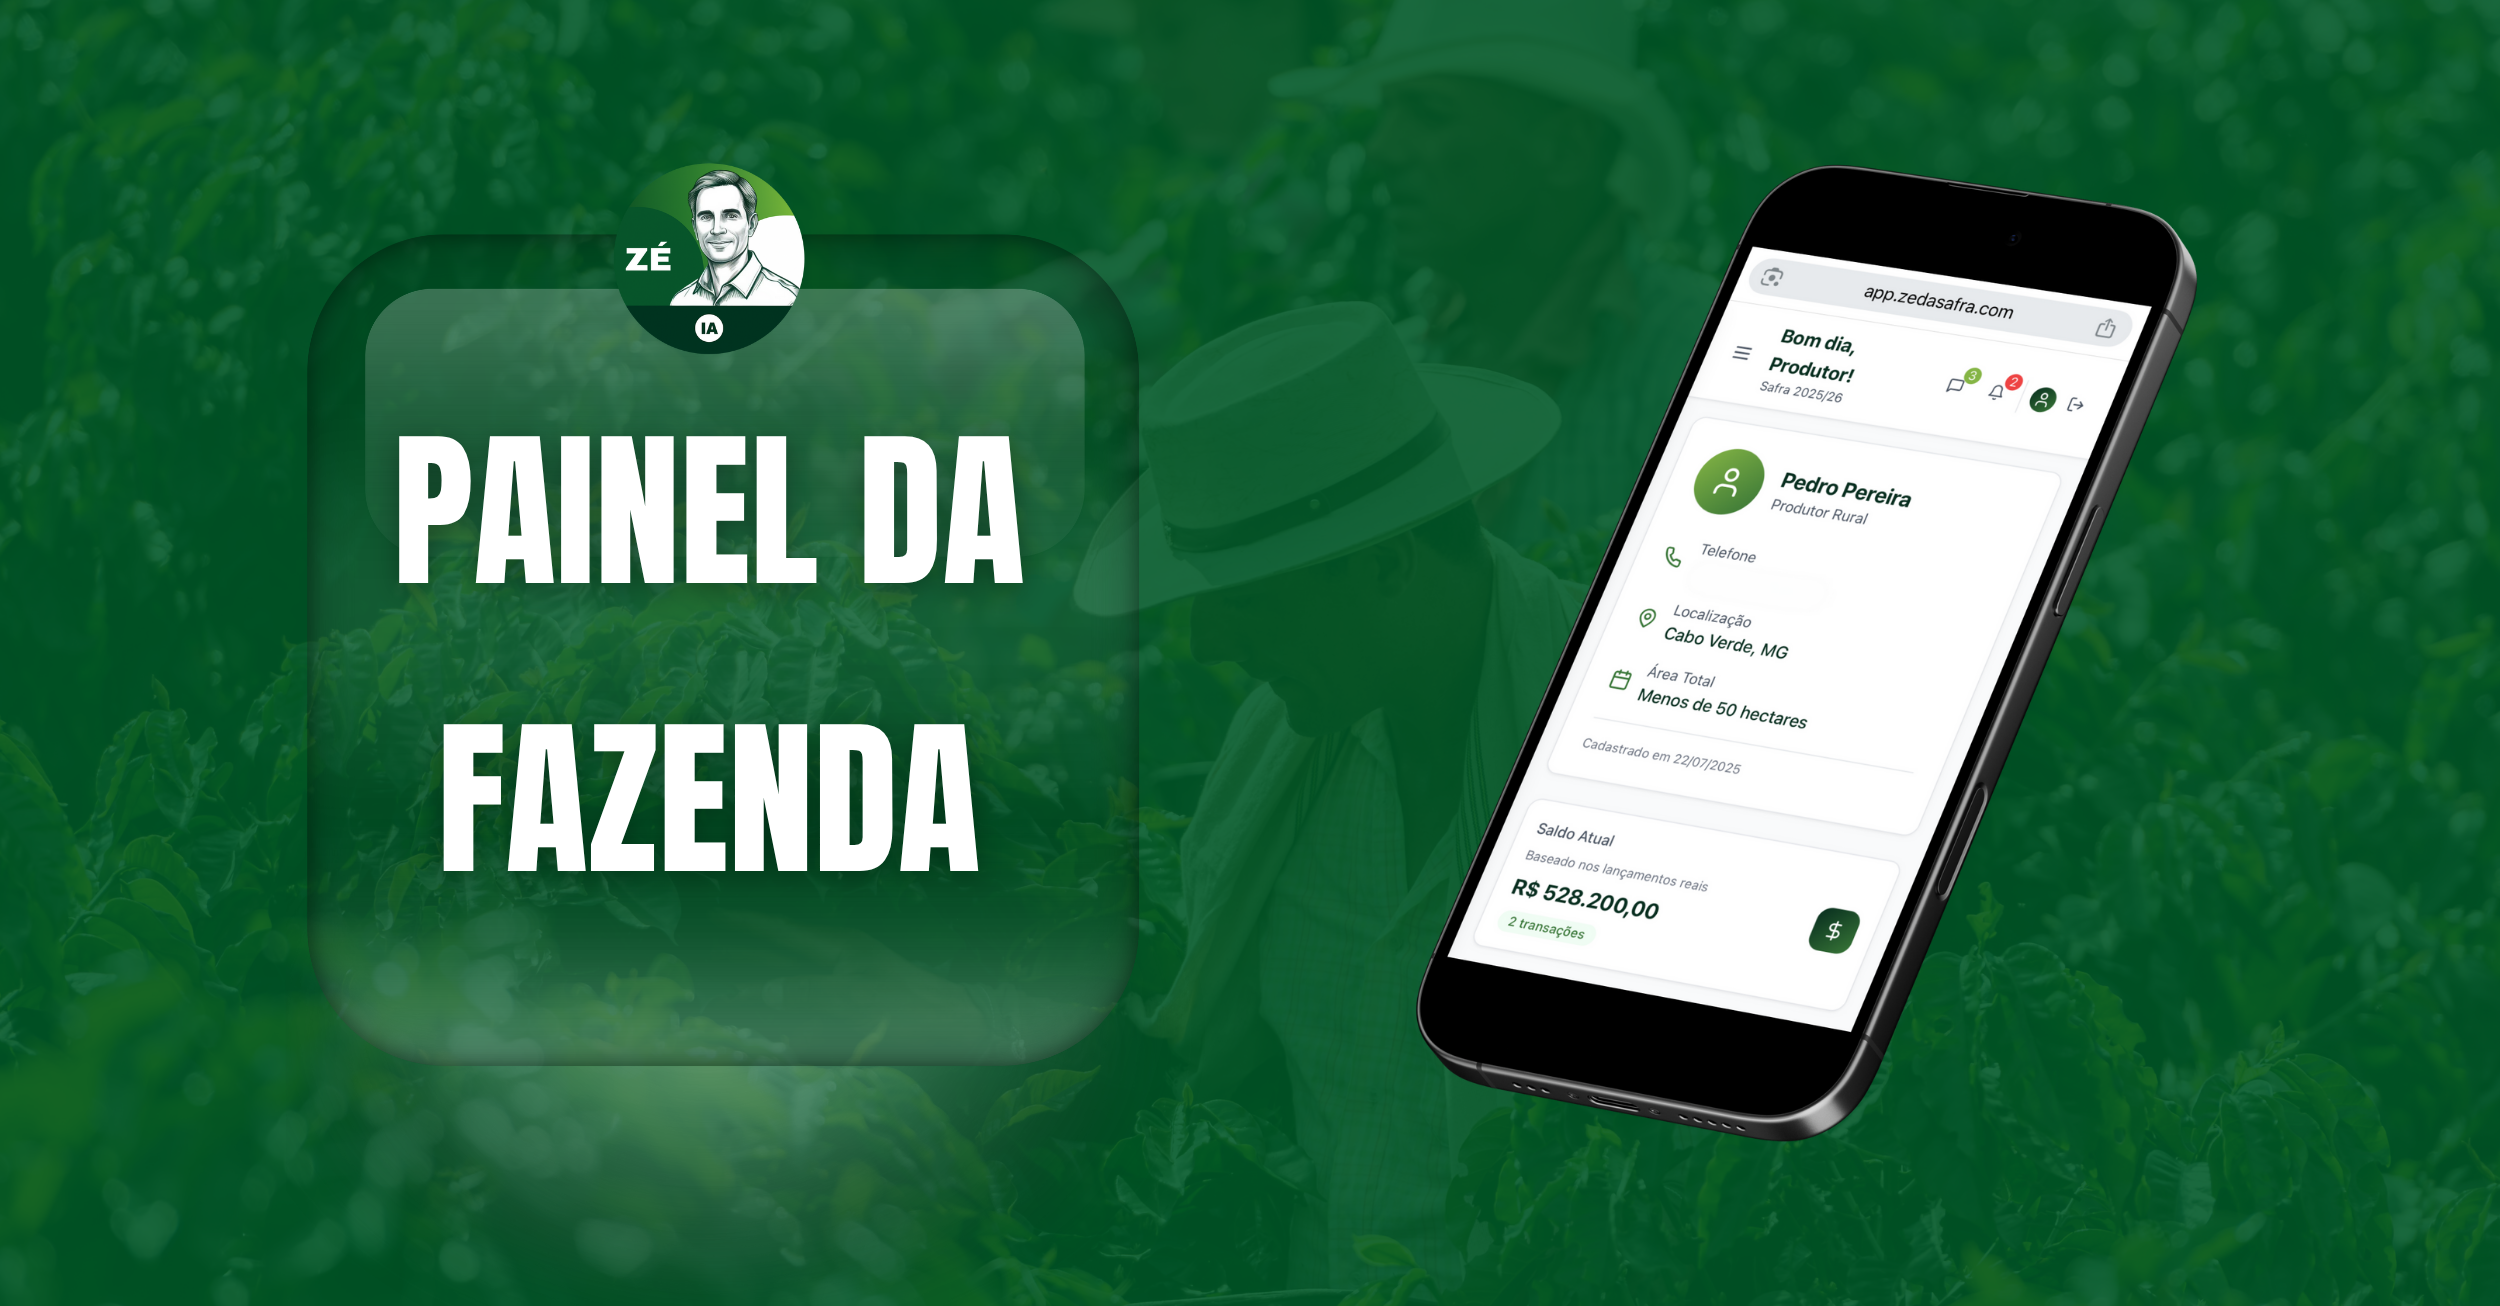 ZÉ
IA
PAINEL DA
FAZENDA
app.zedasafra.com
Bom dia,
Produtor!
Safra 2025/26
3
2
Pedro Pereira
Produtor Rural
Telefone
Localização
Cabo Verde, MG
Área Total
Menos de 50 hectares
Cadastrado em 22/07/2025
Saldo Atual
Baseado nos lançamentos reais
R$ 528.200,00
2 transações
$